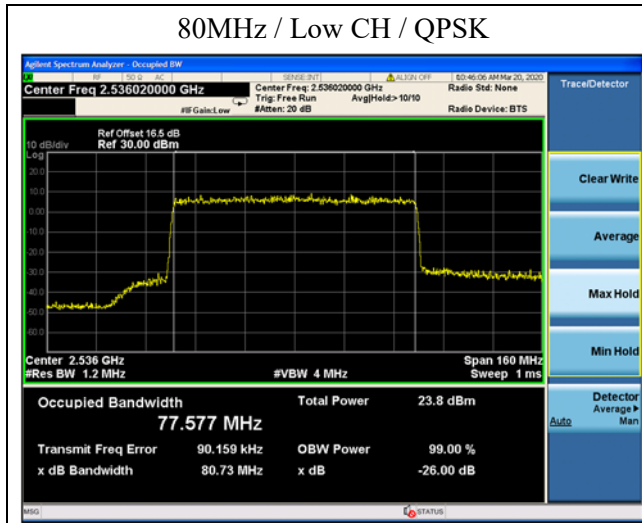 80MHz / Low CH / QPSK
Agilent Spectrum Analyzer - Occupied BW
RF 50 Ω AC SENSE:INT ALIGN OFF 10:46:06 AM Mar 20, 2020
Center Freq 2.536020000 GHz Center Freq: 2.536020000 GHz Radio Std: None Trace/Detector
Trig: Free Run Avg|Hold:> 10/10
#IFGain:Low #Atten: 20 dB Radio Device: BTS
Ref Offset 16.5 dB
10 dB/div Ref 30.00 dBm
Log
20.0
10.0
0.00
-10.0
-20.0
-30.0
-40.0
-50.0
-60.0
Clear Write
Average
Max Hold
Min Hold
Center 2.536 GHz Span 160 MHz
#Res BW 1.2 MHz #VBW 4 MHz Sweep 1 ms
Occupied Bandwidth Total Power 23.8 dBm
77.577 MHz
Transmit Freq Error 90.159 kHz OBW Power 99.00 %
x dB Bandwidth 80.73 MHz x dB -26.00 dB
Detector
Average▶
Auto Man
MSG STATUS